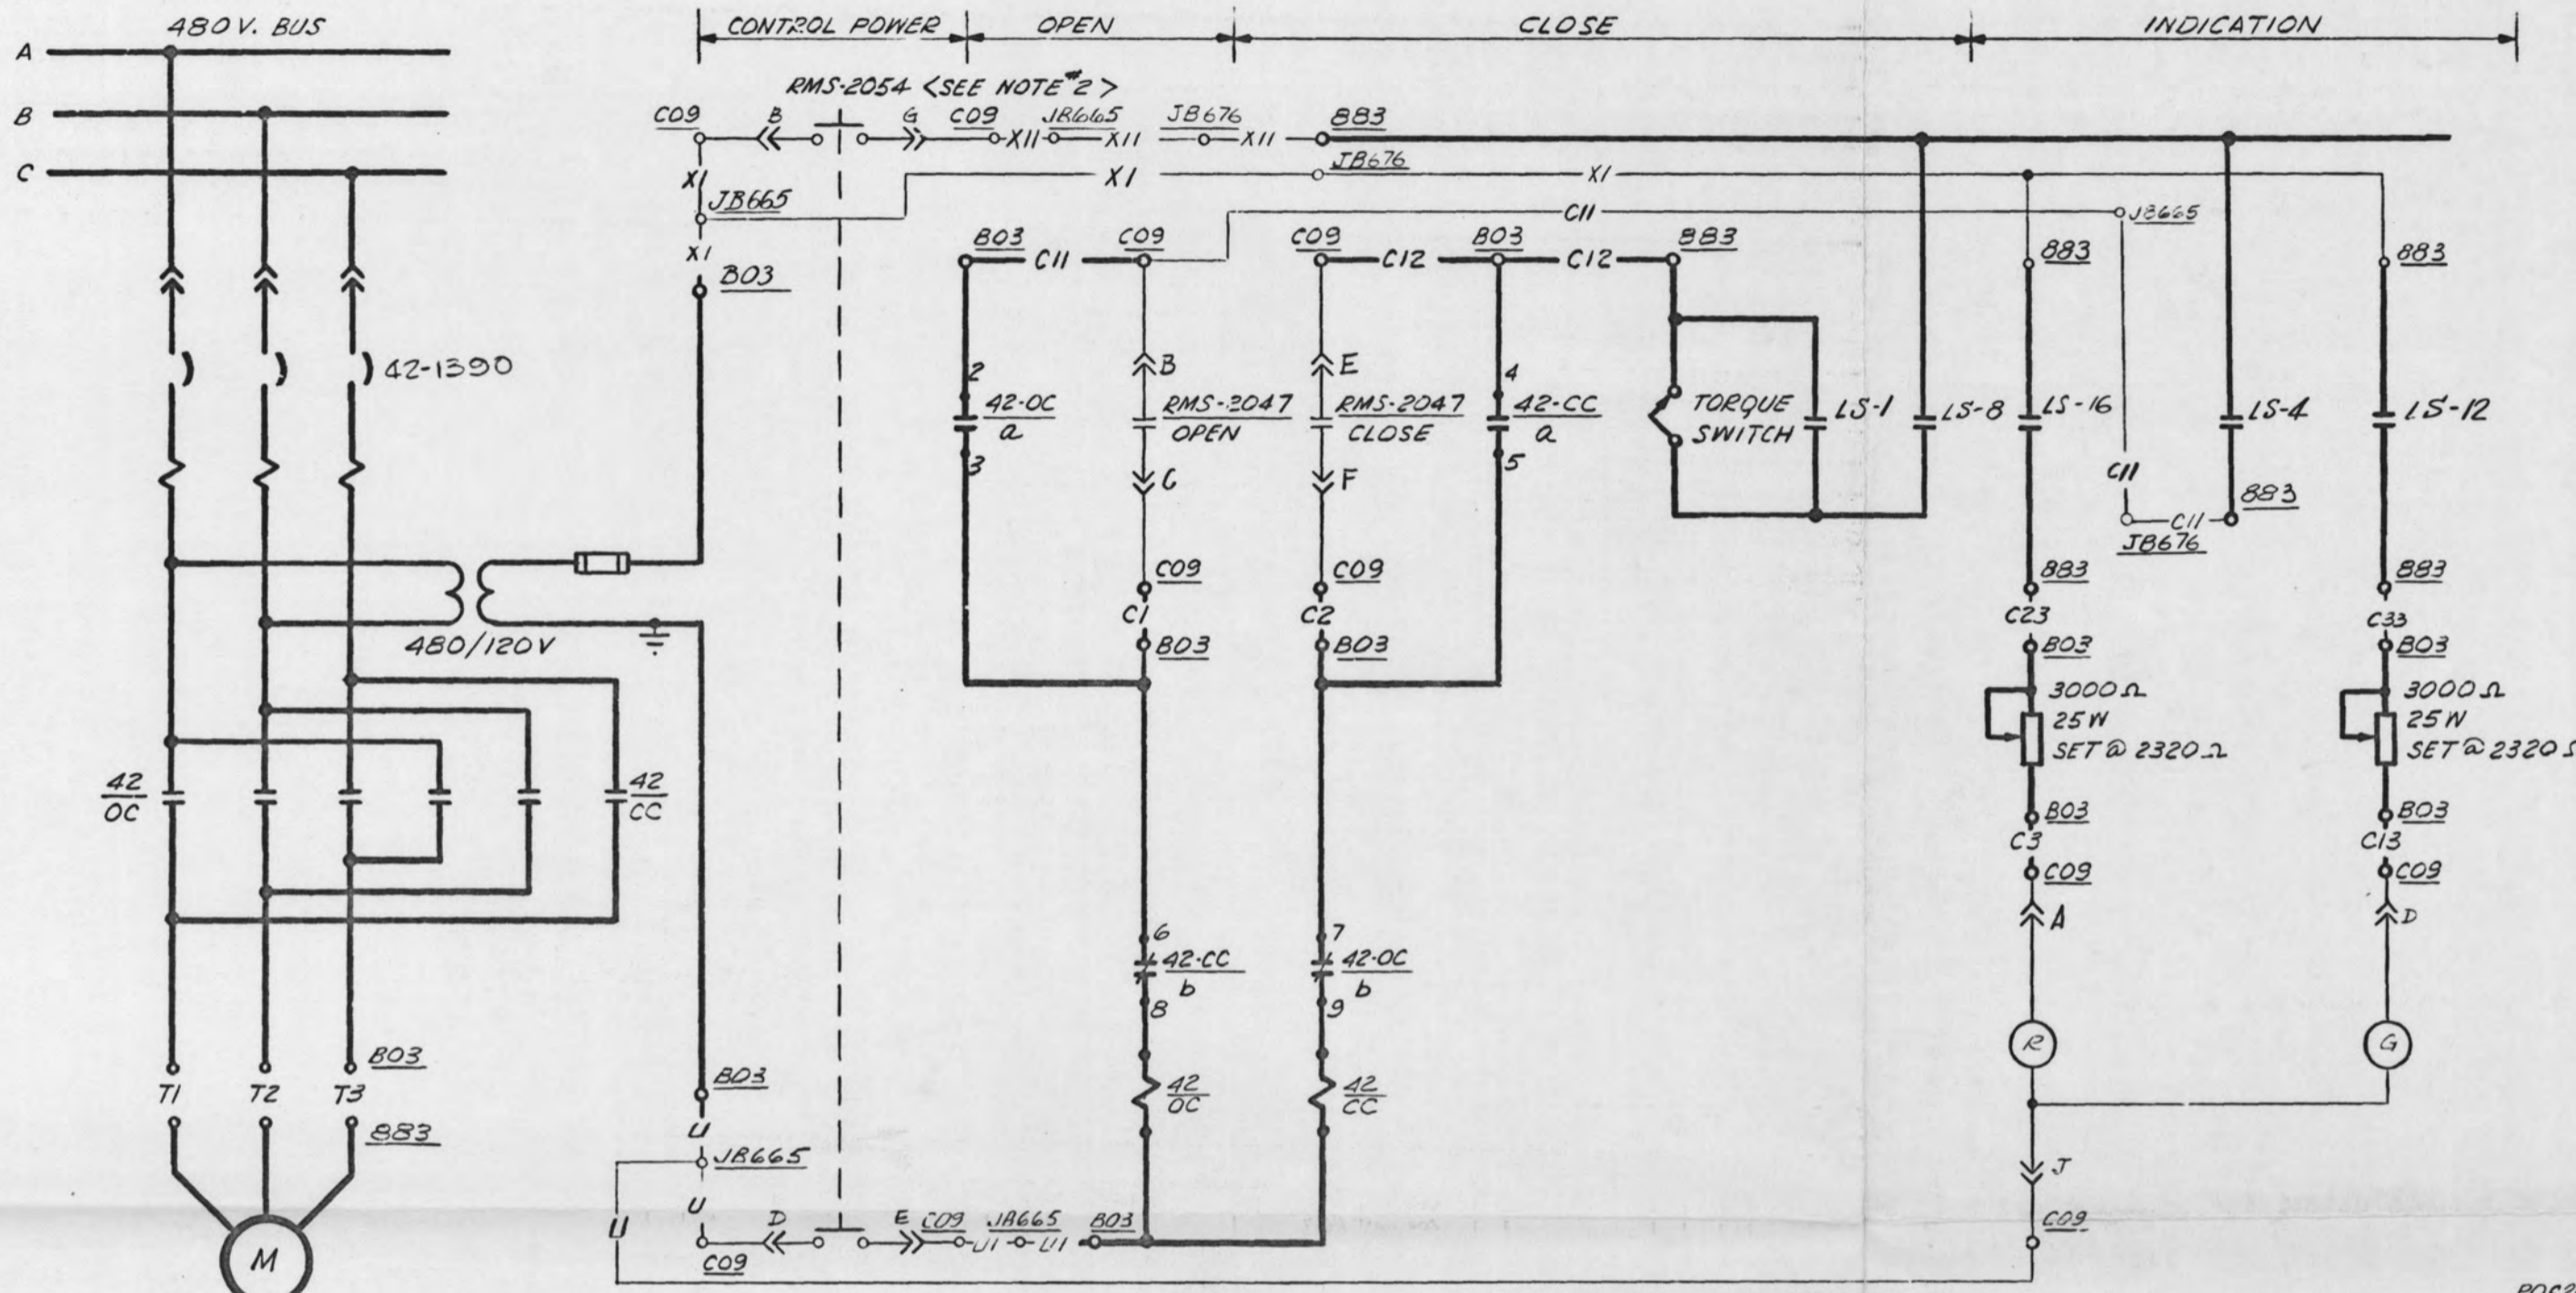 480 V. BUS
CONTROL POWER
OPEN
CLOSE
INDICATION
A
B
C
RMS-2054 <SEE NOTE #2>
C09
B
G
C09
JB665
JB676
883
X11
X11
X11
JB676
X1
JB665
X1
X1
X1
B03
C11
JB665
B03
C09
C09
B03
883
C11
C12
C12
883
883
42-1390
2
42-OC
a
3
B
RMS-2047
OPEN
C
E
RMS-2047
CLOSE
F
4
42-CC
a
5
TORQUE
SWITCH
LS-1
LS-8
LS-16
LS-4
LS-12
C11
883
C11
JB676
480/120V
C09
C1
B03
C09
C2
B03
883
C23
B03
3000Ω
25W
SET @ 2320Ω
B03
C3
C09
A
883
C33
B03
3000Ω
25W
SET @ 2320
B03
C13
C09
D
42
OC
42
CC
6
42-CC
b
8
7
42-OC
b
9
42
OC
42
CC
R
G
T1
T2
T3
B03
883
M
B03
U
JB665
U
U
D
E
C09
JB665
B03
U1
U1
C09
J
C09